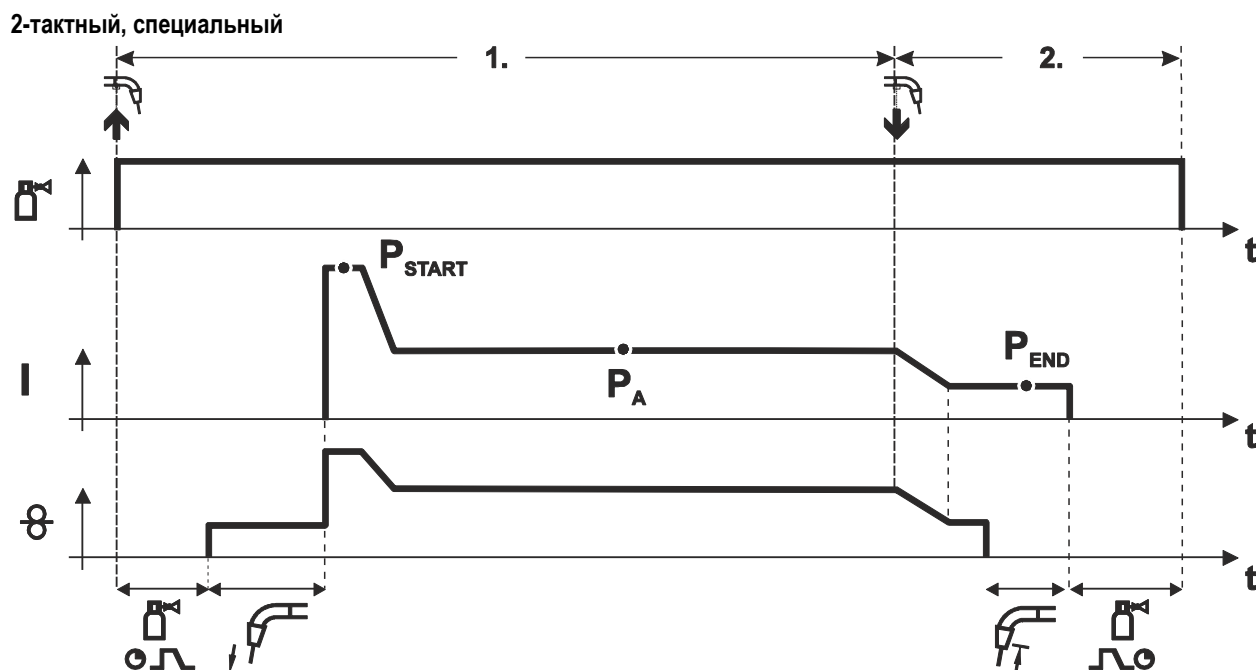 2-тактный, специальный
1.
2.
t
P_START
P_A
P_END
I
t
t